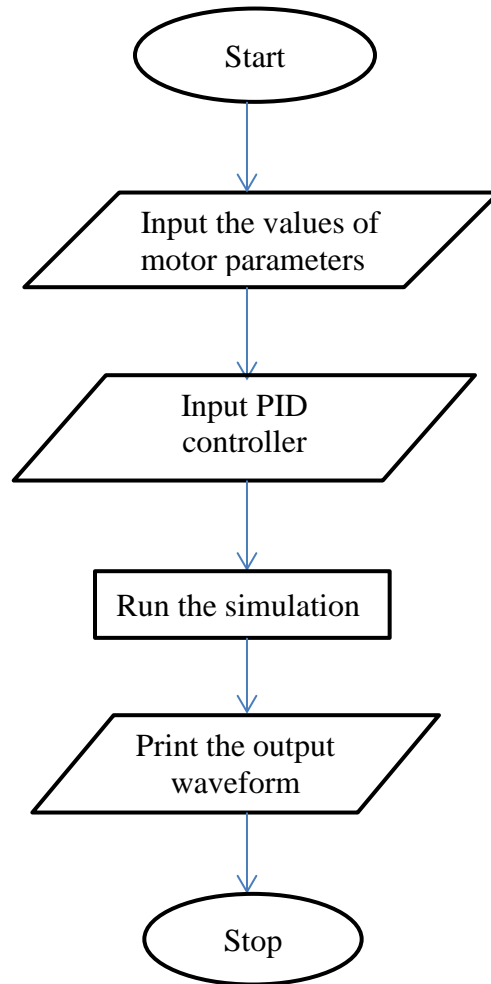 Start
Input the values of
motor parameters
Input PID
controller
Run the simulation
Print the output
waveform
Stop